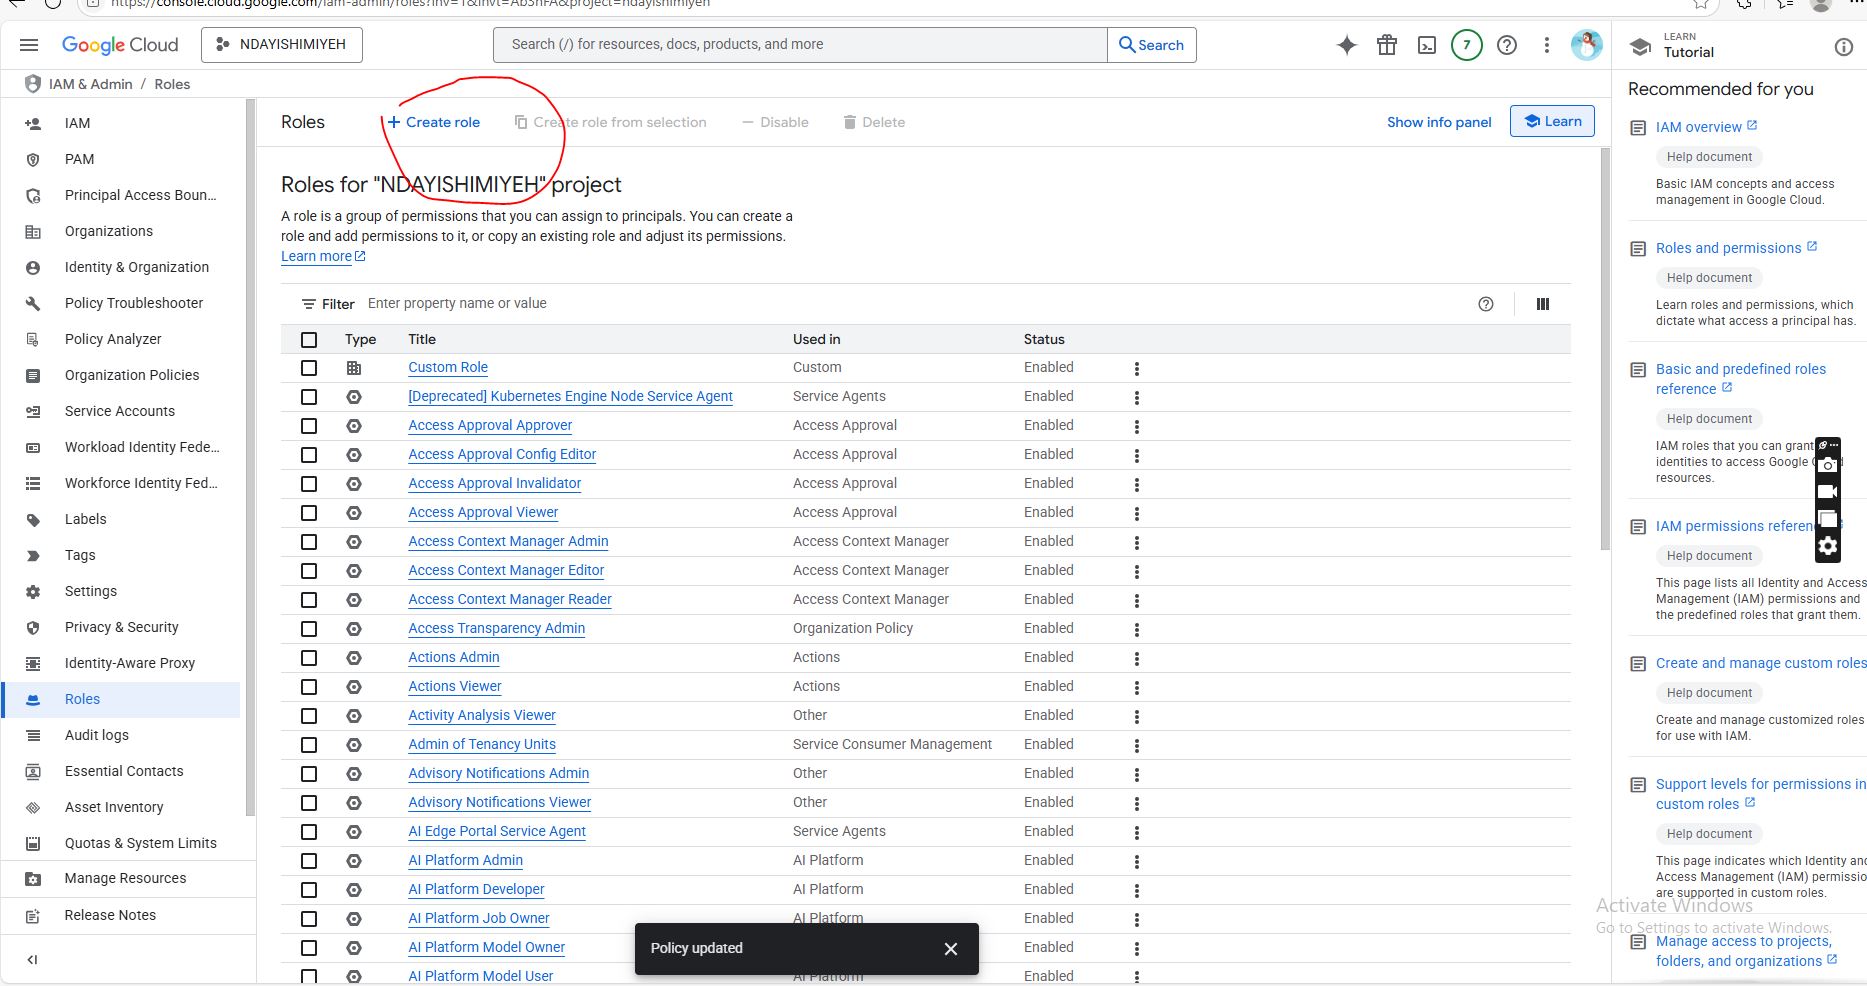 https://console.cloud.google.com/iam-admin/roles?inv=1&invt=Ab5hFA&project=ndayishimiyeh
Google Cloud
NDAYISHIMIYEH
Search (/) for resources, docs, products, and more
Search
7
LEARN
Tutorial
IAM & Admin / Roles
IAM
PAM
Principal Access Boun...
Organizations
Identity & Organization
Policy Troubleshooter
Policy Analyzer
Organization Policies
Service Accounts
Workload Identity Fede...
Workforce Identity Fed...
Labels
Tags
Settings
Privacy & Security
Identity-Aware Proxy
Roles
Audit logs
Essential Contacts
Asset Inventory
Quotas & System Limits
Manage Resources
Release Notes
Roles
+ Create role
Create role from selection
Disable
Delete
Show info panel
Learn
Roles for "NDAYISHIMIYEH" project
A role is a group of permissions that you can assign to principals. You can create a
role and add permissions to it, or copy an existing role and adjust its permissions.
Learn more
Filter Enter property name or value
Type Title Used in Status
Custom Role Custom Enabled
[Deprecated] Kubernetes Engine Node Service Agent Service Agents Enabled
Access Approval Approver Access Approval Enabled
Access Approval Config Editor Access Approval Enabled
Access Approval Invalidator Access Approval Enabled
Access Approval Viewer Access Approval Enabled
Access Context Manager Admin Access Context Manager Enabled
Access Context Manager Editor Access Context Manager Enabled
Access Context Manager Reader Access Context Manager Enabled
Access Transparency Admin Organization Policy Enabled
Actions Admin Actions Enabled
Actions Viewer Actions Enabled
Activity Analysis Viewer Other Enabled
Admin of Tenancy Units Service Consumer Management Enabled
Advisory Notifications Admin Other Enabled
Advisory Notifications Viewer Other Enabled
AI Edge Portal Service Agent Service Agents Enabled
AI Platform Admin AI Platform Enabled
AI Platform Developer AI Platform Enabled
AI Platform Job Owner AI Platform Enabled
AI Platform Model Owner Enabled
AI Platform Model User AI Platform Enabled
Policy updated
Recommended for you
IAM overview
Help document
Basic IAM concepts and access
management in Google Cloud.
Roles and permissions
Help document
Learn roles and permissions, which
dictate what access a principal has.
Basic and predefined roles
reference
Help document
IAM roles that you can grant
identities to access Google
resources.
IAM permissions referen
Help document
This page lists all Identity and Access
Management (IAM) permissions and
the predefined roles that grant them.
Create and manage custom roles
Help document
Create and manage customized roles
for use with IAM.
Support levels for permissions in
custom roles
Help document
This page indicates which Identity and
Access Management (IAM) permissio
are supported in custom roles.
Activate Windows
Go to Settings to activate Windows.
Manage access to projects,
folders, and organizations